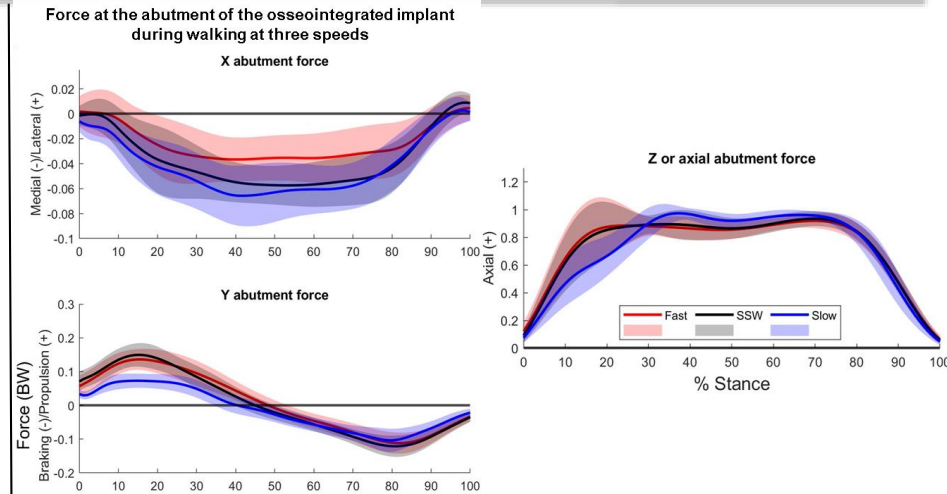 Force at the abutment of the osseointegrated implant
during walking at three speeds
X abutment force
Medial (-)/Lateral (+)
0.02
0
-0.02
-0.04
-0.06
-0.08
-0.1
0 10 20 30 40 50 60 70 80 90 100
Y abutment force
Force (BW)
Braking (-)/Propulsion (+)
0.3
0.2
0.1
0
-0.1
-0.2
0 10 20 30 40 50 60 70 80 90 100
Z or axial abutment force
Axial (+)
1.2
1
0.8
0.6
0.4
0.2
0
Fast SSW Slow
0 10 20 30 40 50 60 70 80 90 100
% Stance